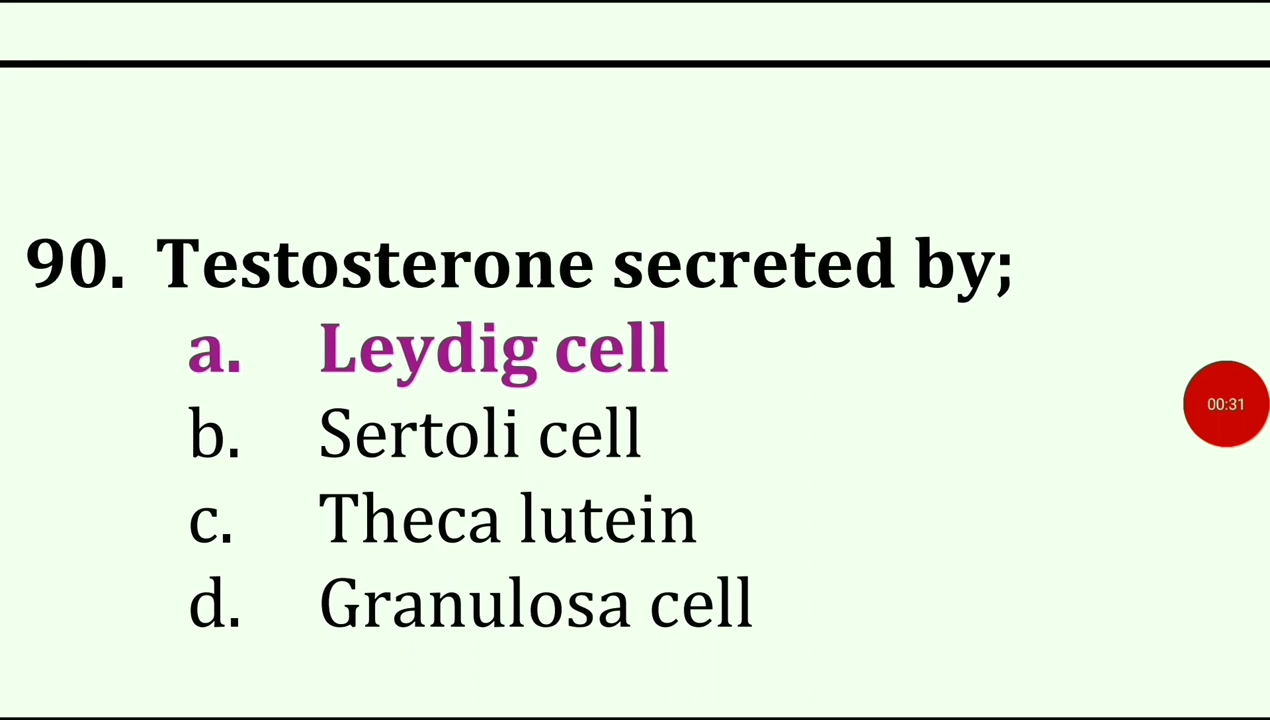 90. Testosterone secreted by;
a. Leydig cell
b. Sertoli cell
00:31
c. Theca lutein
d. Granulosa cell